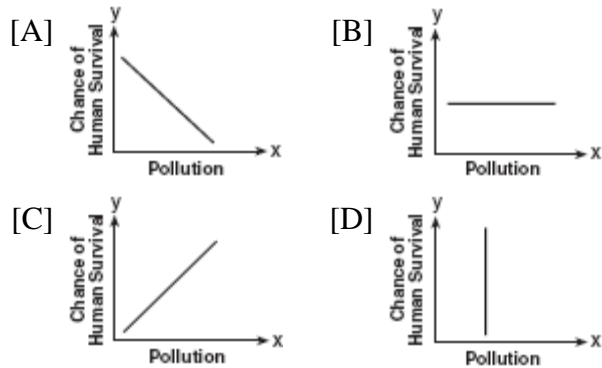 [A]
y
Chance of
Human Survival
x
Pollution
[B]
y
Chance of
Human Survival
x
Pollution
[C]
y
Chance of
Human Survival
x
Pollution
[D]
y
Chance of
Human Survival
x
Pollution